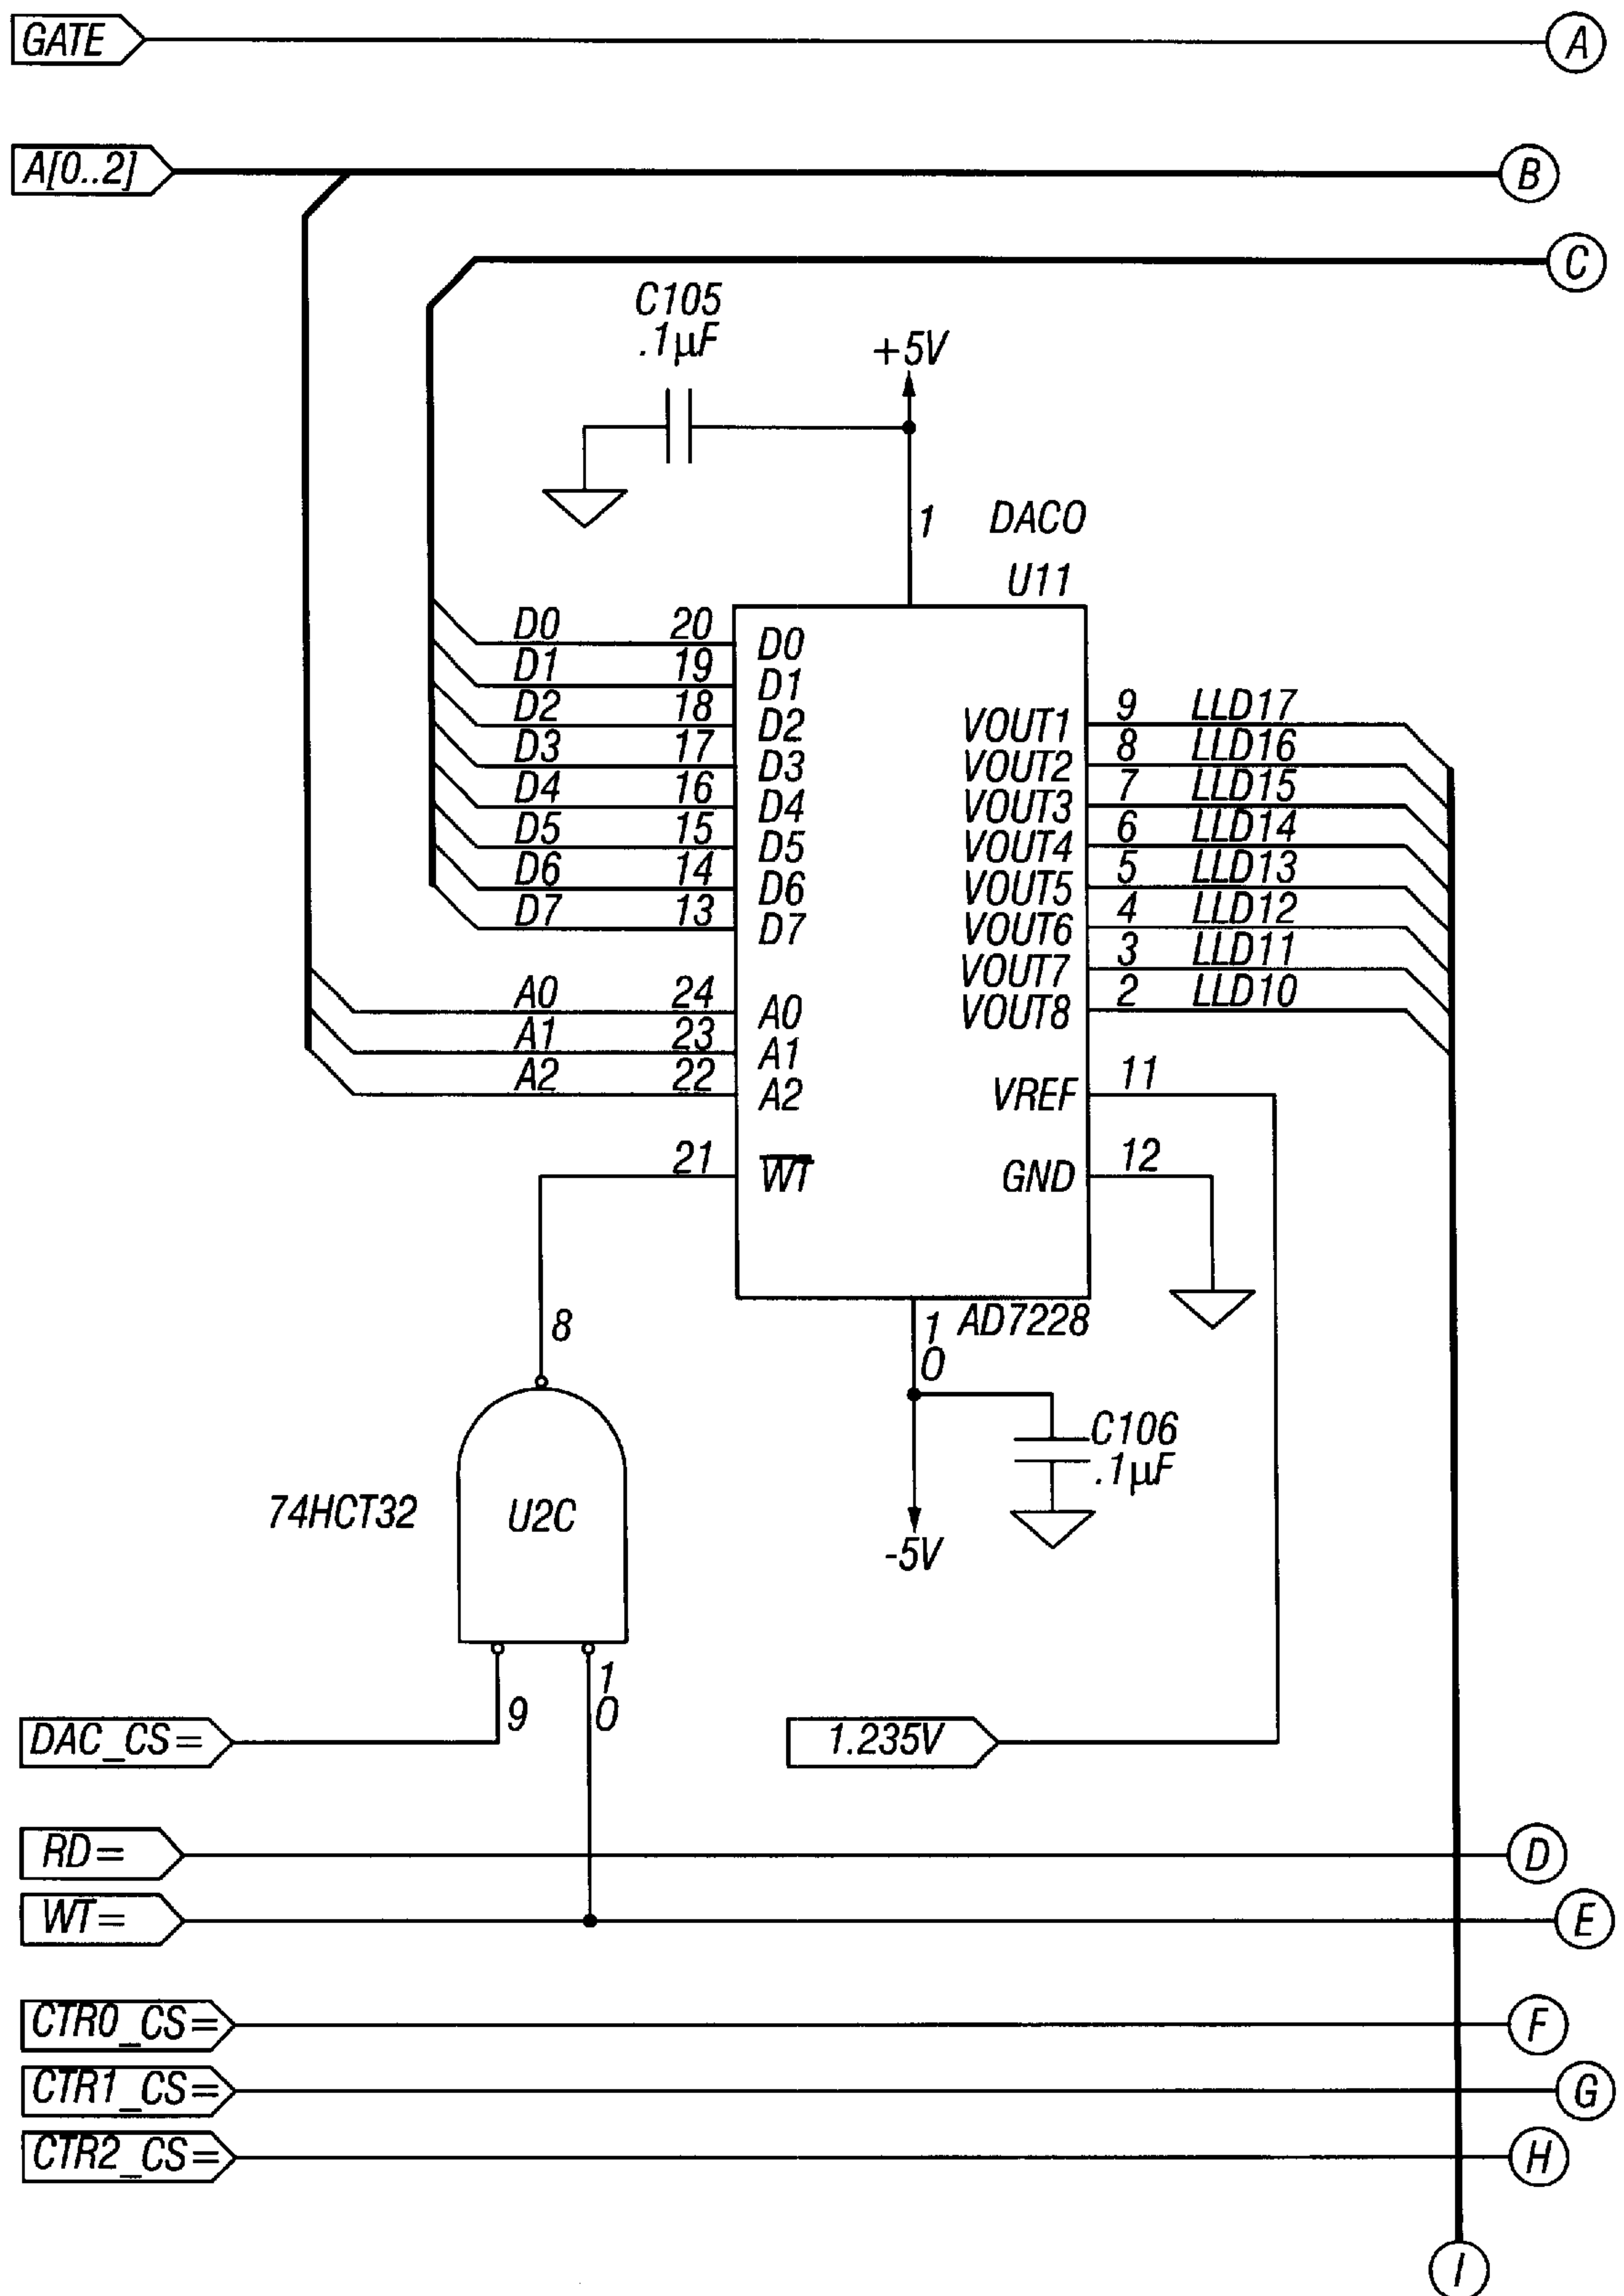 GATE
A
A[0..2]
B
C
C105
.1µF
+5V
1
DACO
U11
D0 20 D0
D1 19 D1
D2 18 D2
D3 17 D3
D4 16 D4
D5 15 D5
D6 14 D6
D7 13 D7
VOUT1 9 LLD17
VOUT2 8 LLD16
VOUT3 7 LLD15
VOUT4 6 LLD14
VOUT5 5 LLD13
VOUT6 4 LLD12
VOUT7 3 LLD11
VOUT8 2 LLD10
A0 24 A0
A1 23 A1
A2 22 A2
VREF 11
21 WT
GND 12
8
1
0
AD7228
C106
.1µF
-5V
74HCT32
U2C
9
1
0
DAC_CS=
1.235V
RD=
D
WT=
E
CTR0_CS=
F
CTR1_CS=
G
CTR2_CS=
H
I